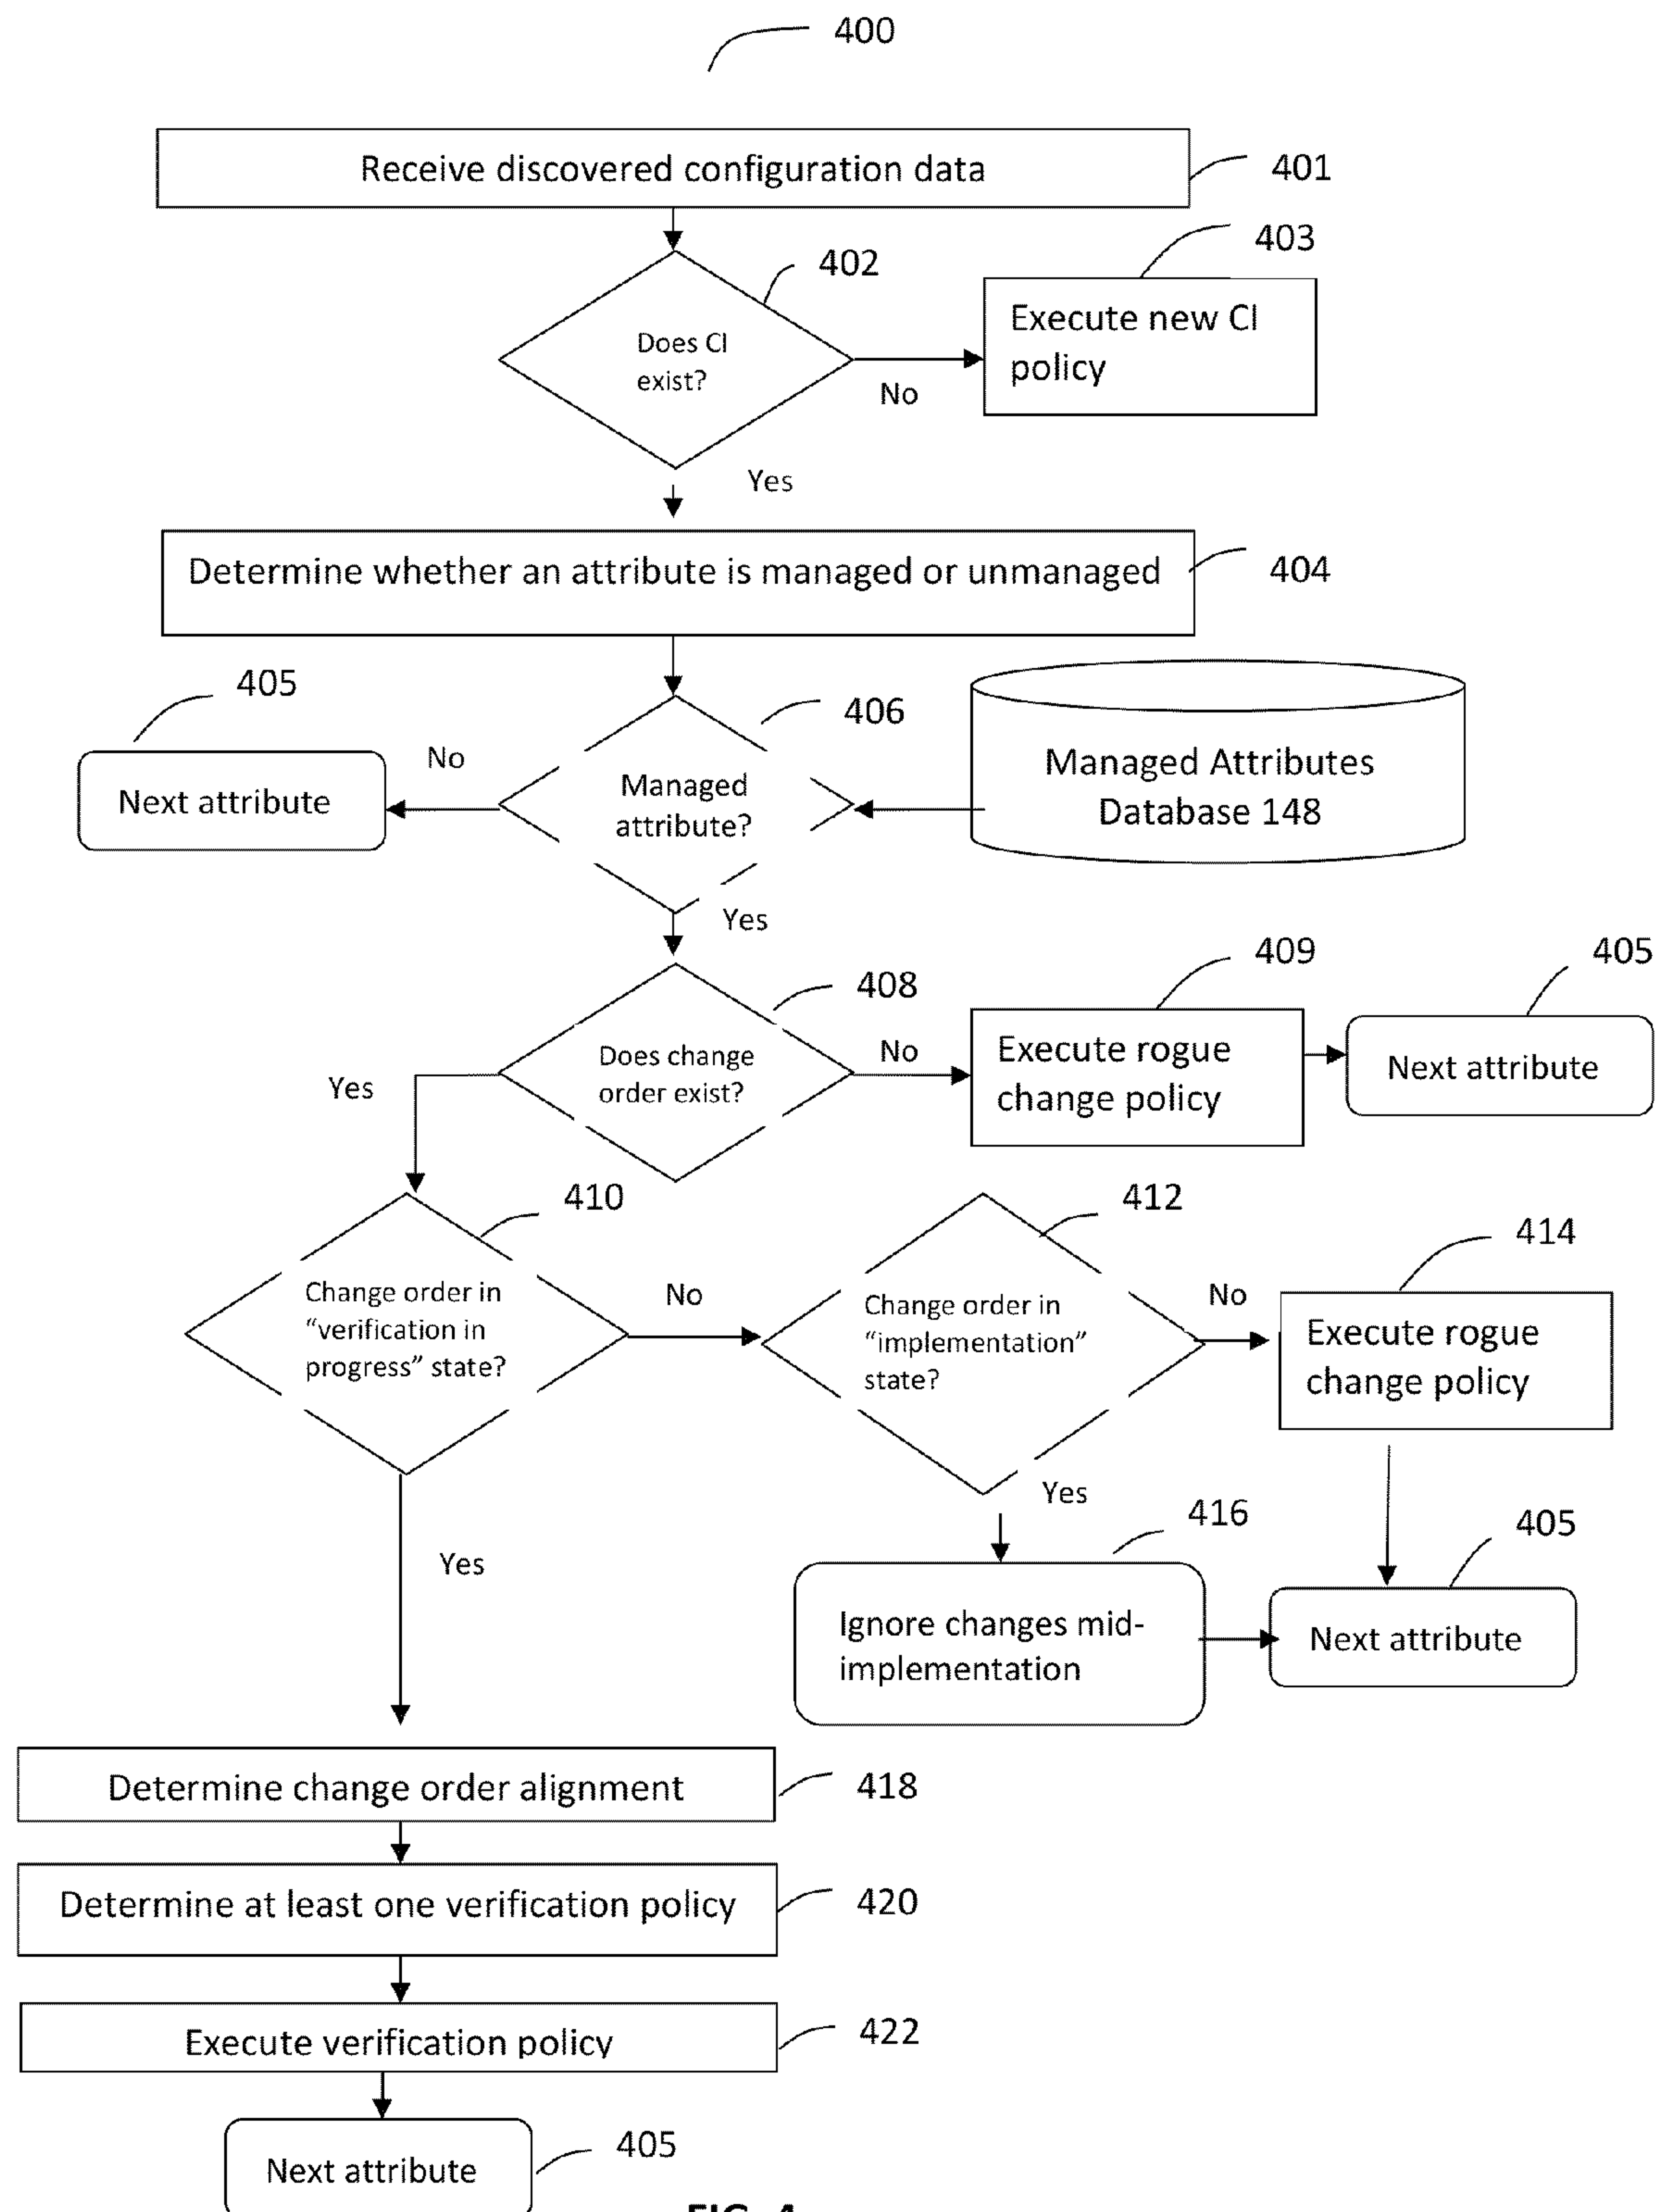 400
Receive discovered configuration data
401
402
403
Does CI
exist?
No
Execute new CI
policy
Yes
Determine whether an attribute is managed or unmanaged
404
405
406
No
Next attribute
Managed
attribute?
Managed Attributes
Database 148
Yes
408
409
405
Does change
order exist?
No
Execute rogue
change policy
Next attribute
Yes
410
412
414
Change order in
“verification in
progress” state?
No
Change order in
“implementation”
state?
No
Execute rogue
change policy
Yes
Yes
416
405
Ignore changes mid-
implementation
Next attribute
Determine change order alignment
418
Determine at least one verification policy
420
Execute verification policy
422
Next attribute
405